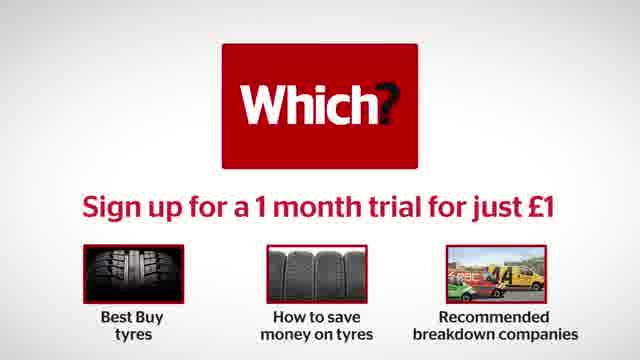 Which?
Sign up for a 1 month trial for just £1
Best Buy
tyres
How to save
money on tyres
Recommended
breakdown companies